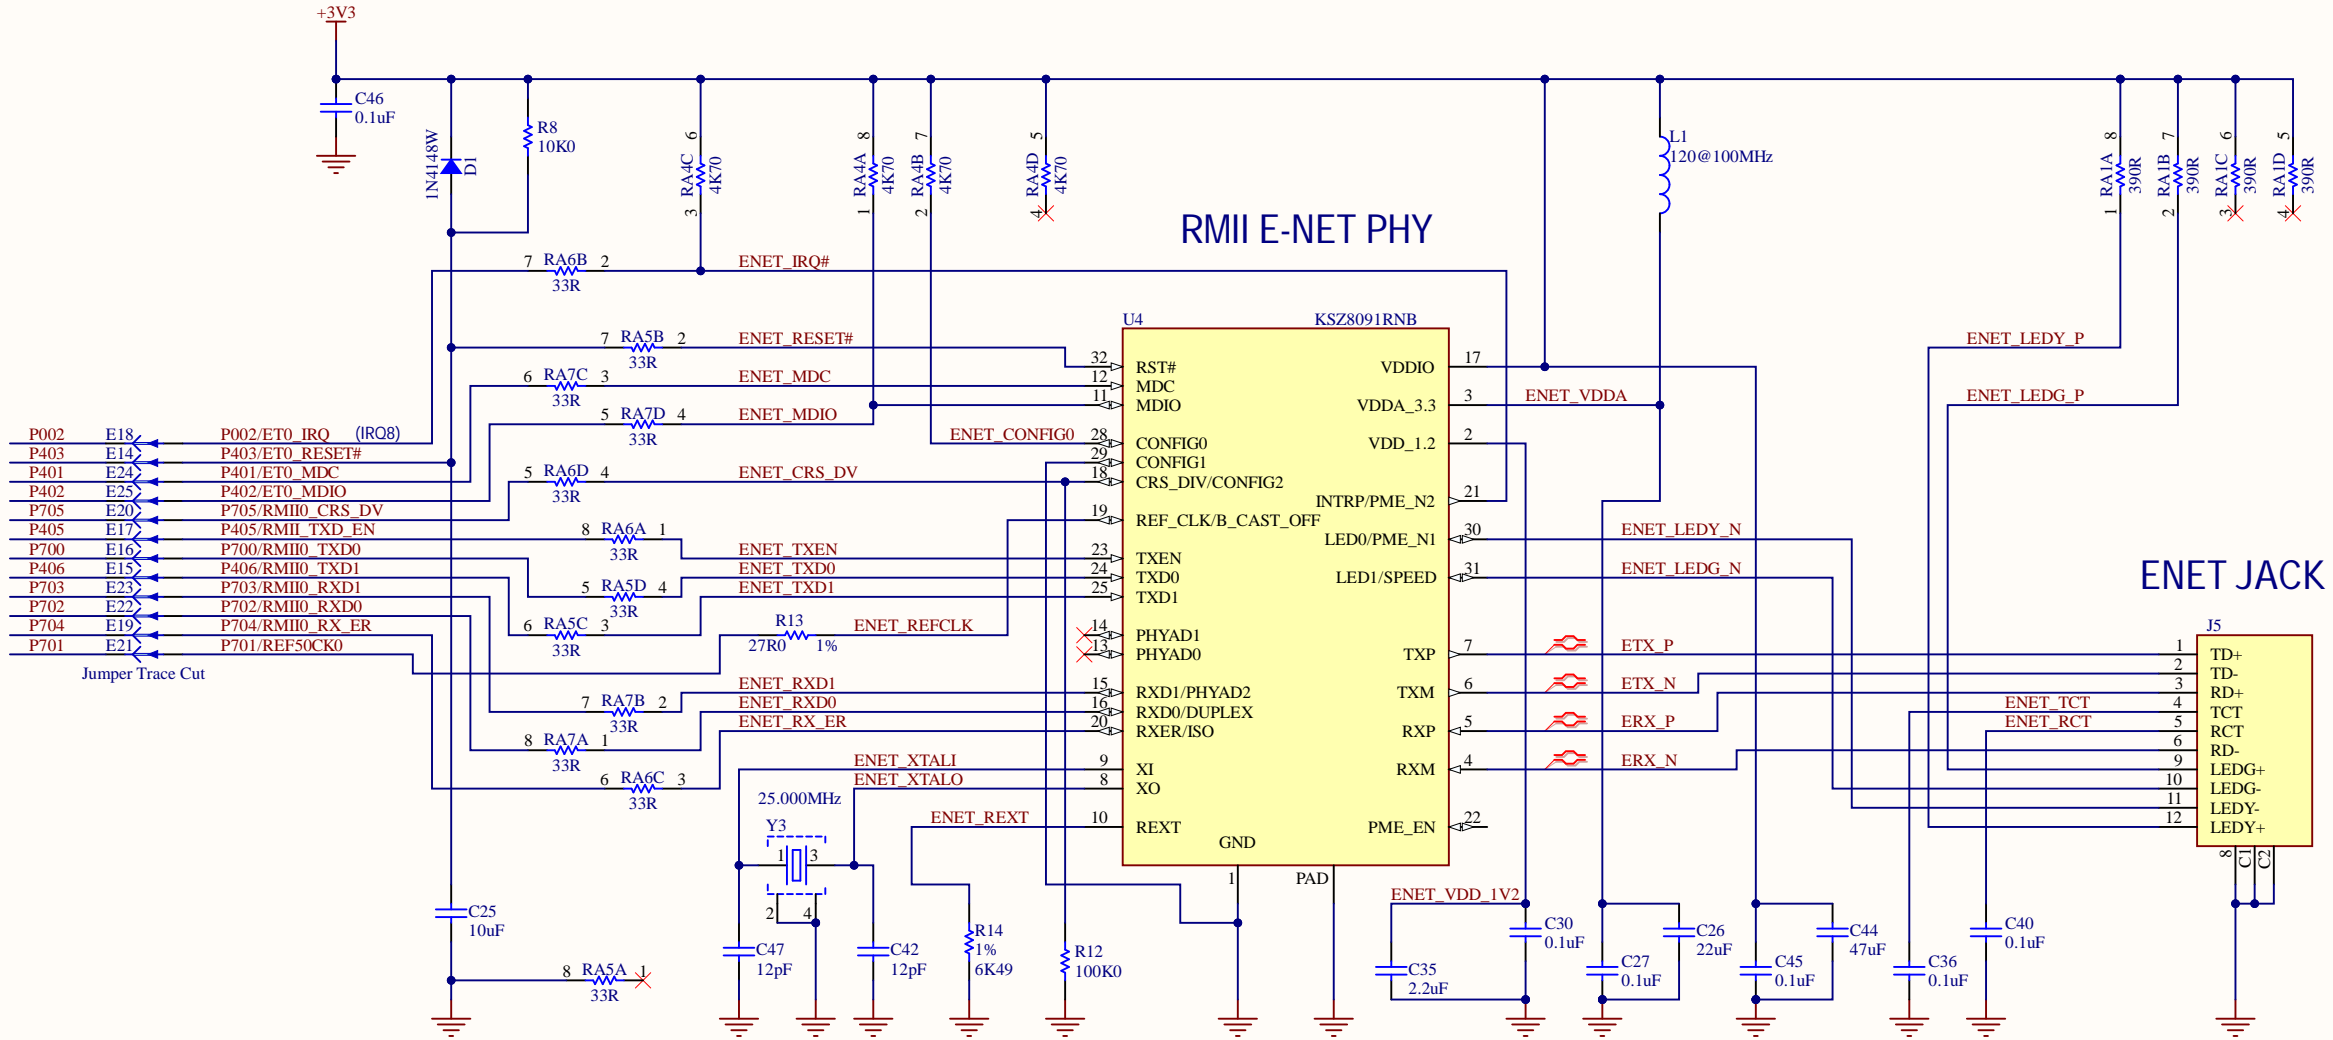 +3V3
C46
0.1uF
1N4148W
D1
R8
10K0
6
RA4C
4K70
3
8
RA4A
4K70
1
7
RA4B
4K70
2
5
RA4D
4K70
4
L1
120@100MHz
8
RA1A
390R
1
7
RA1B
390R
2
6
RA1C
390R
3
5
RA1D
390R
4
RMII E-NET PHY
7 RA6B 2 ENET_IRQ#
33R
7 RA5B 2 ENET_RESET#
33R
6 RA7C 3 ENET_MDC
33R
5 RA7D 4 ENET_MDIO
33R
5 RA6D 4 ENET_CRS_DV
33R
8 RA6A 1 ENET_TXEN
33R
5 RA5D 4 ENET_TXD0
33R
6 RA5C 3 ENET_TXD1
33R
R13 ENET_REFCLK
27R0 1%
7 RA7B 2 ENET_RXD1
33R
8 RA7A 1 ENET_RXD0
33R
6 RA6C 3 ENET_RX_ER
33R
P002 E18 P002/ET0_IRQ (IRQ8)
P403 E14 P403/ET0_RESET#
P401 E24 P401/ET0_MDC
P402 E25 P402/ET0_MDIO
P705 E20 P705/RMII0_CRS_DV
P405 E17 P405/RMII_TXD_EN
P700 E16 P700/RMII0_TXD0
P406 E15 P406/RMII0_TXD1
P703 E23 P703/RMII0_RXD1
P702 E22 P702/RMII0_RXD0
P704 E19 P704/RMII0_RX_ER
P701 E21 P701/REF50CK0
Jumper Trace Cut
ENET_CONFIG0
ENET_XTALI
ENET_XTALO
25.000MHz
Y3
1 3
2 4
ENET_REXT
C25
10uF
8 RA5A 1
33R
C47
12pF
C42
12pF
R14
1%
6K49
R12
100K0
U4 KSZ8091RNB
32 RST#
12 MDC
11 MDIO
28 CONFIG0
29 CONFIG1
18 CRS_DIV/CONFIG2
19 REF_CLK/B_CAST_OFF
23 TXEN
24 TXD0
25 TXD1
14 PHYAD1
13 PHYAD0
15 RXD1/PHYAD2
16 RXD0/DUPLEX
20 RXER/ISO
9 XI
8 XO
10 REXT
GND
1 PAD
VDDIO 17
VDDA_3.3 3 ENET_VDDA
VDD_1.2 2
INTRP/PME_N2 21
LED0/PME_N1 30 ENET_LEDY_N
LED1/SPEED 31 ENET_LEDG_N
TXP 7 ETX_P
TXM 6 ETX_N
RXP 5 ERX_P
RXM 4 ERX_N
PME_EN 22
ENET_VDD_1V2
C35
2.2uF
C30
0.1uF
C27
0.1uF
C26
22uF
C45
0.1uF
C44
47uF
C36
0.1uF
C40
0.1uF
ENET_LEDY_P
ENET_LEDG_P
ENET_TCT
ENET_RCT
ENET JACK
J5
1 TD+
2 TD-
3 RD+
4 TCT
5 RCT
6 RD-
9 LEDG+
10 LEDG-
11 LEDY-
12 LEDY+
8 C1 C2